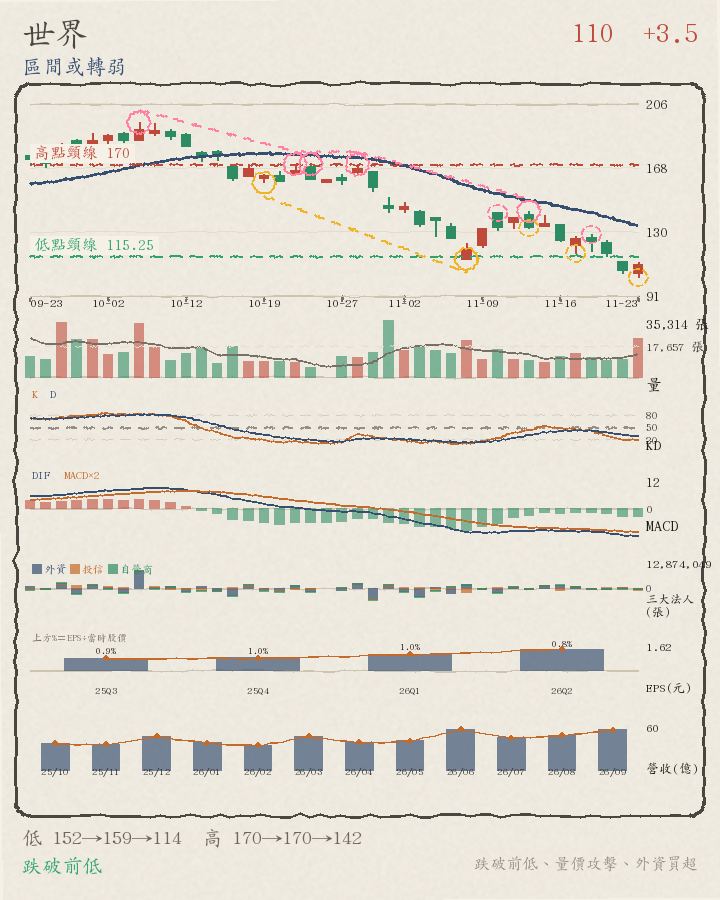 世界
110 +3.5
區間或轉弱
206
高點頸線 170
168
130
低點頸線 115.25
91
09-23 10-02 10-12 10-19 10-27 11-02 11-09 11-16 11-23
35,314 張
17,657 張
量
K D
80
50
20
KD
DIF MACD×2
12
0
MACD
外資 投信 自營商
12,874,049
0
三大法人
(張)
上方%=EPS÷當時股價
0.9% 1.0% 1.0% 0.8%
1.62
25Q3 25Q4 26Q1 26Q2
EPS(元)
60
25/10 25/11 25/12 26/01 26/02 26/03 26/04 26/05 26/06 26/07 26/08 26/09
營收(億)
低 152→159→114 高 170→170→142
跌破前低
跌破前低、量價攻擊、外資買超